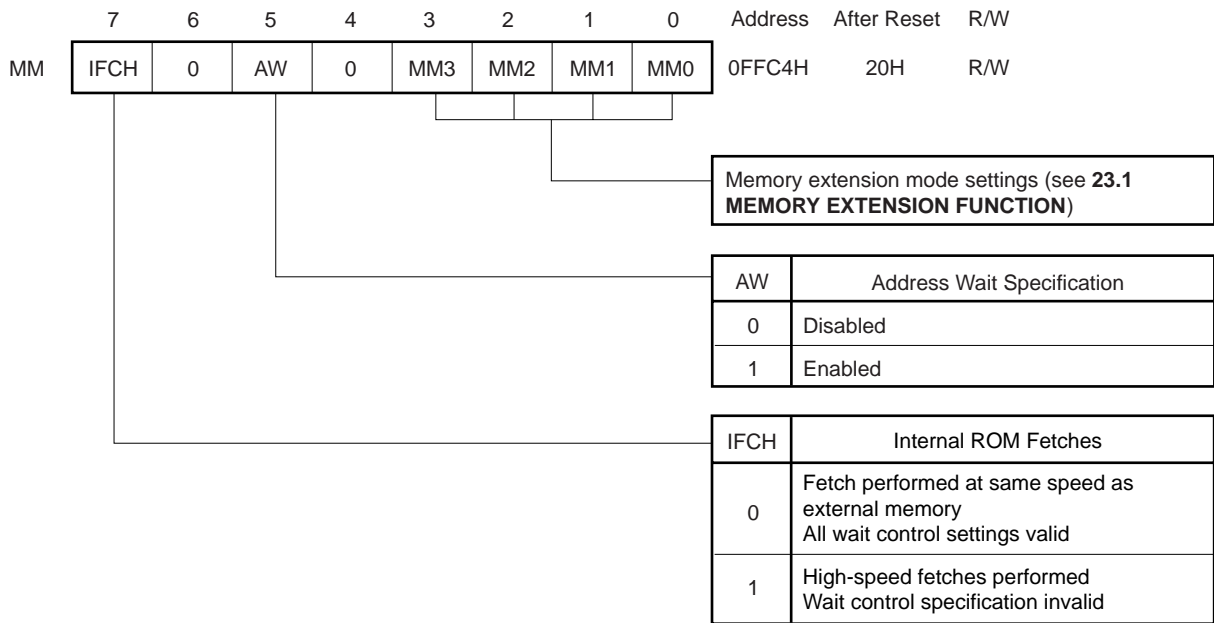 7 6 5 4 3 2 1 0 Address After Reset R/W
MM IFCH 0 AW 0 MM3 MM2 MM1 MM0 0FFC4H 20H R/W
Memory extension mode settings (see 23.1
MEMORY EXTENSION FUNCTION)
AW Address Wait Specification
0 Disabled
1 Enabled
IFCH Internal ROM Fetches
0 Fetch performed at same speed as
external memory
All wait control settings valid
1 High-speed fetches performed
Wait control specification invalid